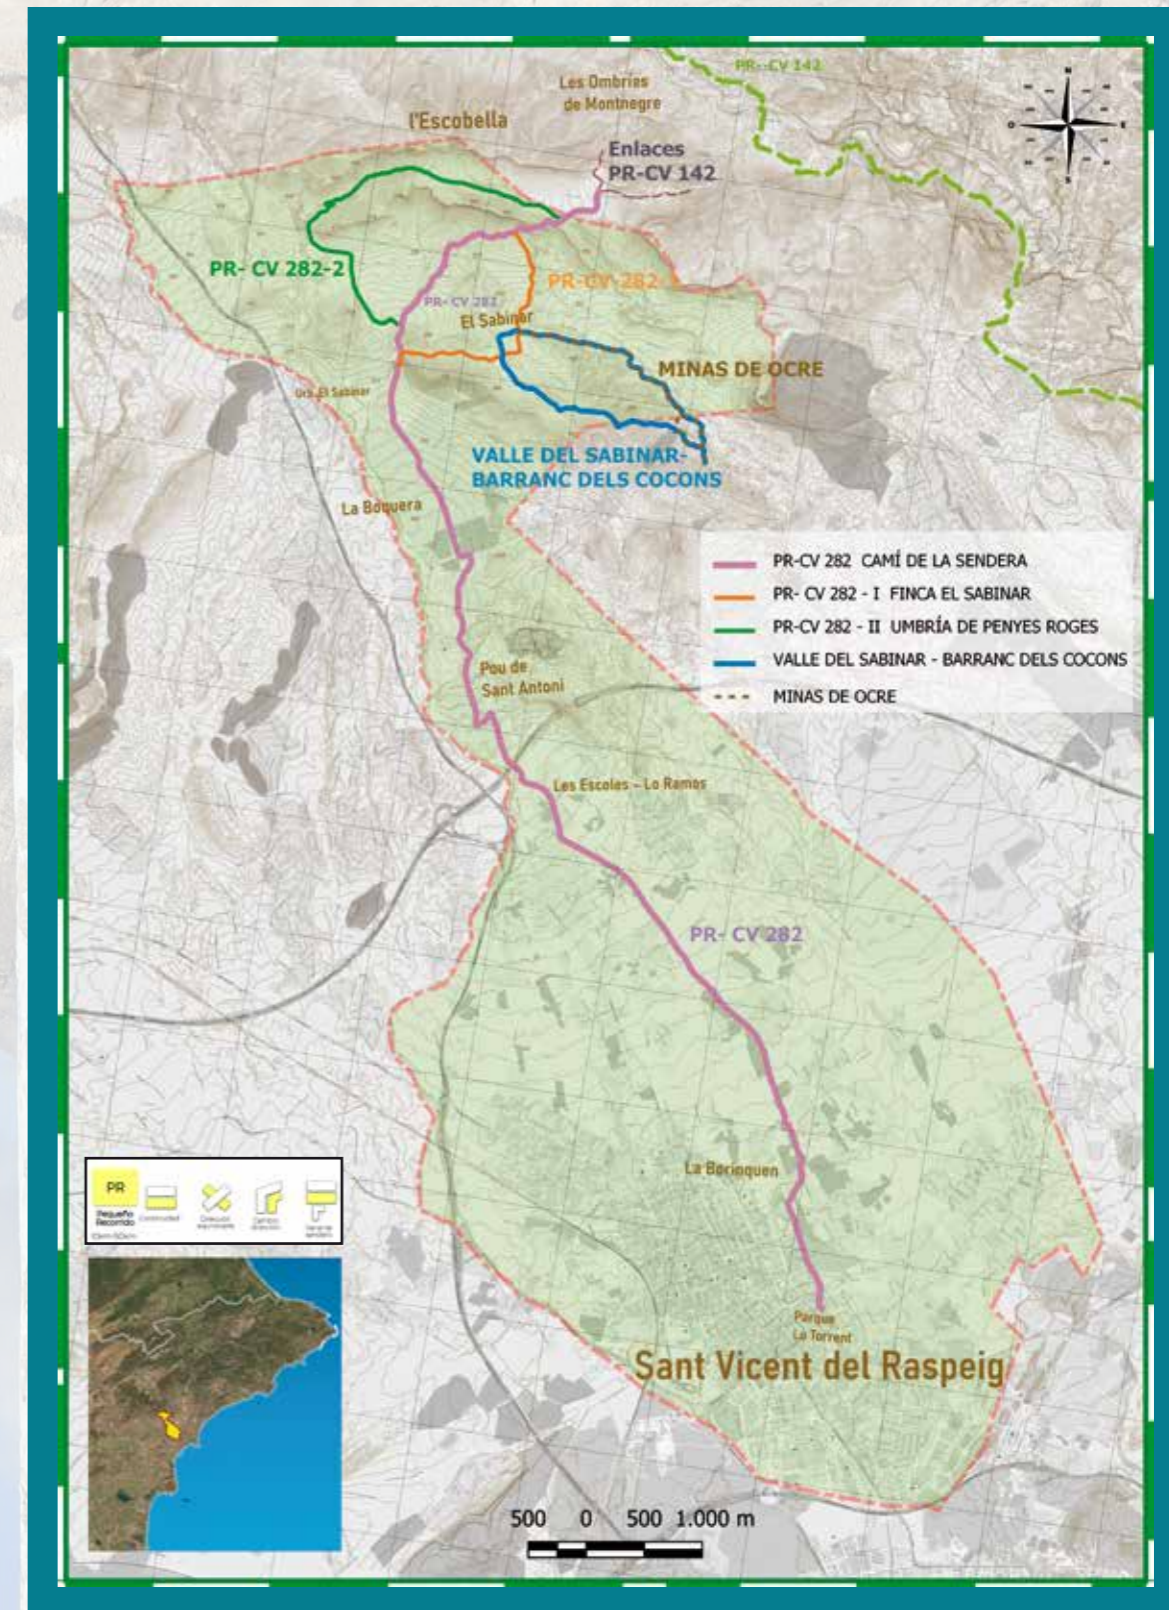 PR-CV 142
N
O
E
S
Les Ombríes
de Montnegre
l'Escobella
Enlaces
PR-CV 142
PR- CV 282-2
PR-CV-282-
PR- CV 282
El Sabinar
MINAS DE OCRE
Urb. El Sabinar
VALLE DEL SABINAR-
BARRANC DELS COCONS
La Boquera
PR-CV 282 CAMÍ DE LA SENDERA
PR- CV 282 - I FINCA EL SABINAR
PR-CV 282 - II UMBRÍA DE PENYES ROGES
VALLE DEL SABINAR - BARRANC DELS COCONS
MINAS DE OCRE
Pou de
Sant Antoni
Les Escoles - Lo Ramos
PR- CV 282
La Borinquen
PR
Pequeño
Recorrido
Continuidad
Parque
Lo Torrent
Sant Vicent del Raspeig
500 0 500 1.000 m